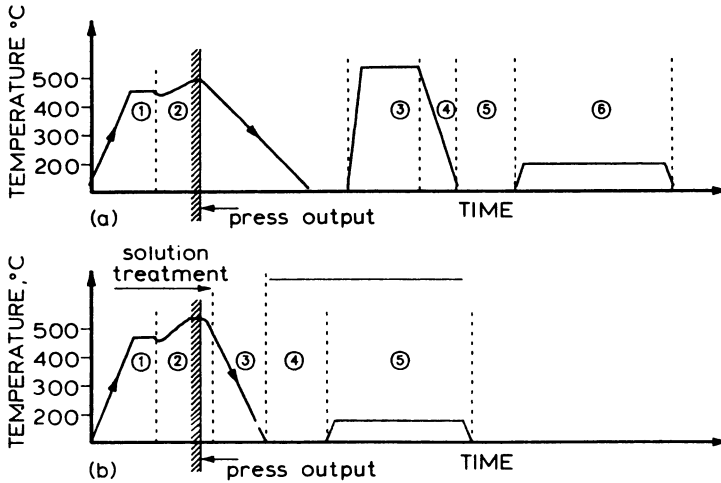 TEMPERATURE °C
500
400
300
200
① ② ③ ④ ⑤ ⑥
(a)
press output
TIME
TEMPERATURE, °C
solution
treatment
500
400
300
200
① ② ③ ④ ⑤
(b)
press output
TIME